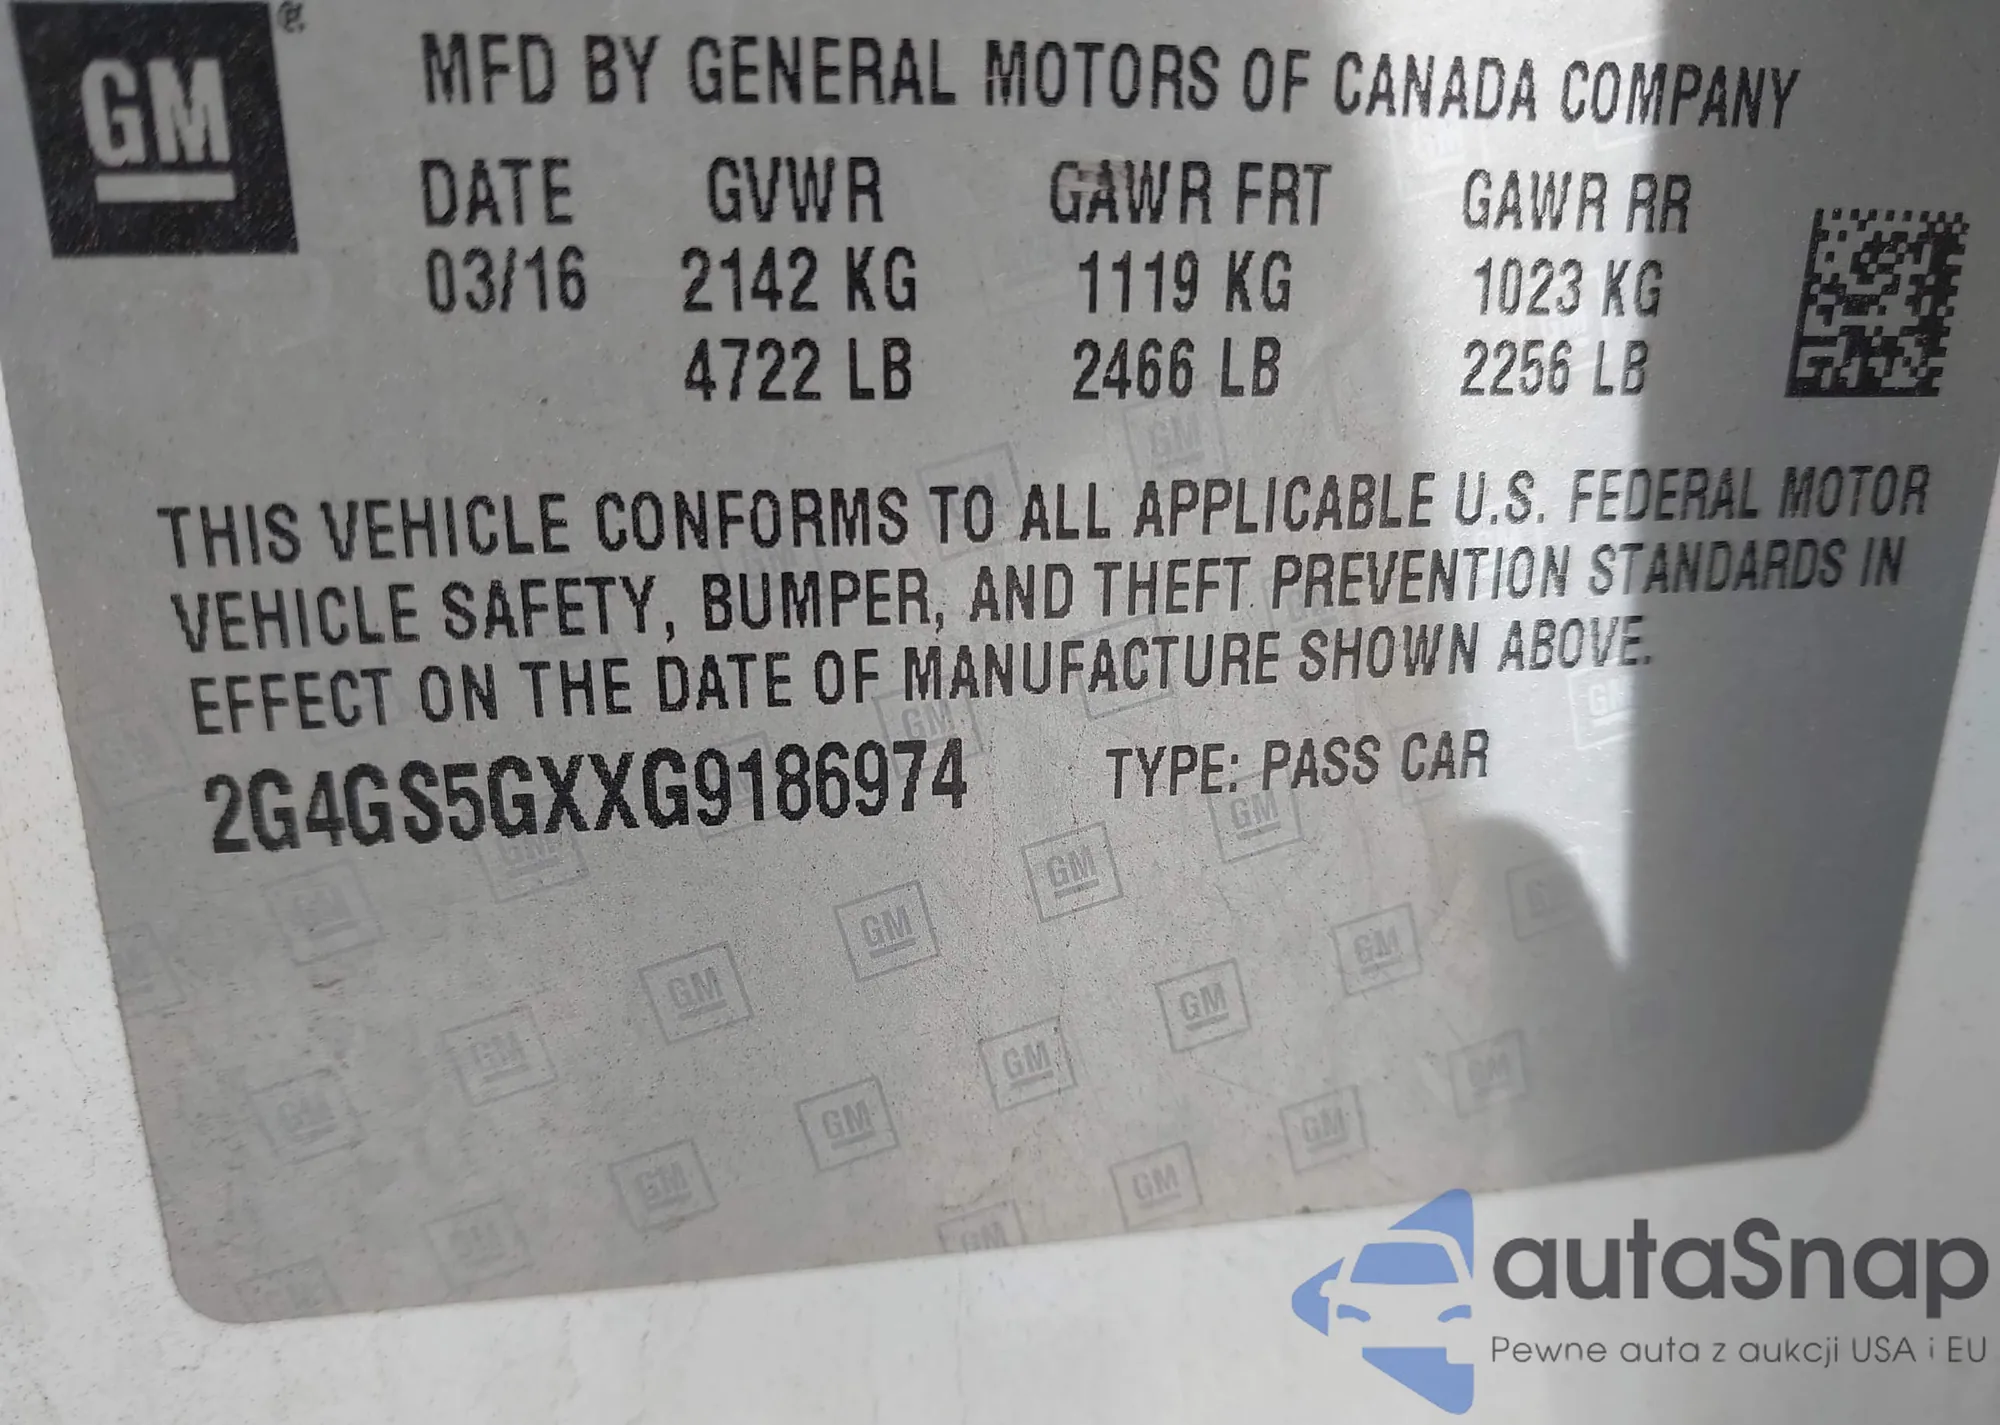 GM
MFD BY GENERAL MOTORS OF CANADA COMPANY
DATE GVWR GAWR FRT GAWR RR
03/16 2142 KG 1119 KG 1023 KG
4722 LB 2466 LB 2256 LB
THIS VEHICLE CONFORMS TO ALL APPLICABLE U.S. FEDERAL MOTOR
VEHICLE SAFETY, BUMPER, AND THEFT PREVENTION STANDARDS IN
EFFECT ON THE DATE OF MANUFACTURE SHOWN ABOVE.
2G4GS5GXXG9186974 TYPE: PASS CAR
autaSnap
Pewne auta z aukcji USA i EU